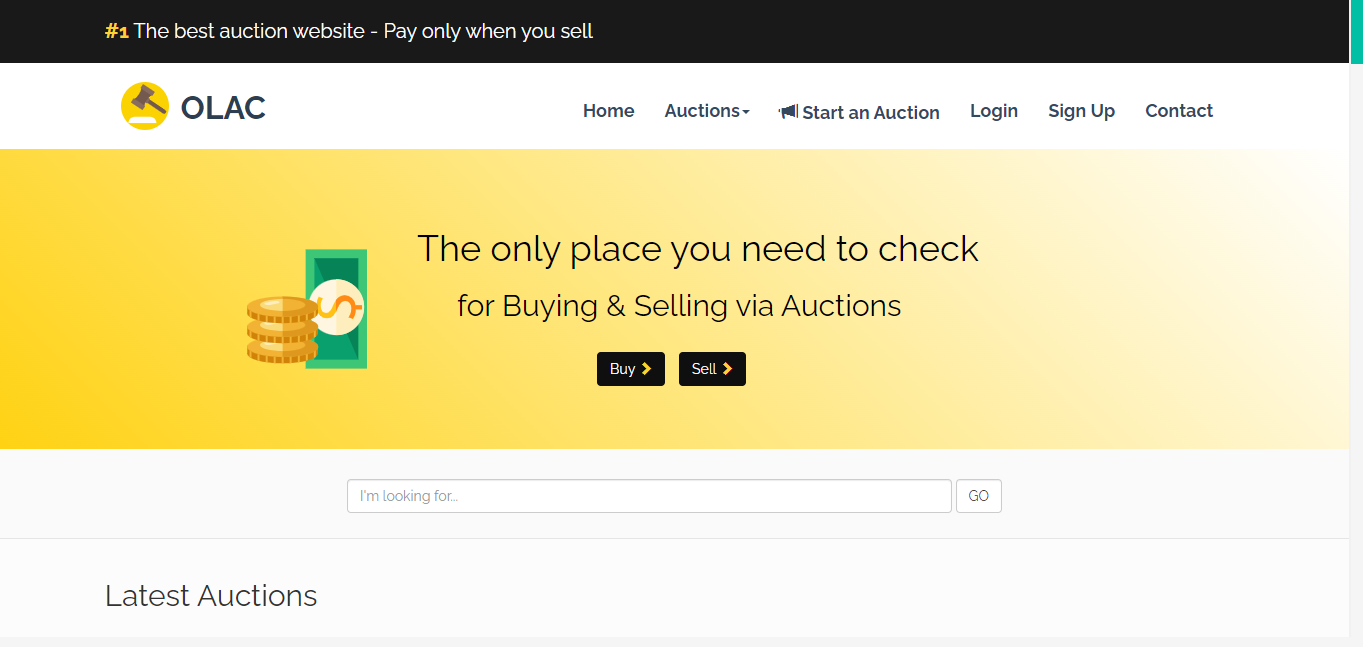 #1 The best auction website - Pay only when you sell
OLAC
Home Auctions Start an Auction Login Sign Up Contact
The only place you need to check
for Buying & Selling via Auctions
Buy Sell
I'm looking for... GO
Latest Auctions